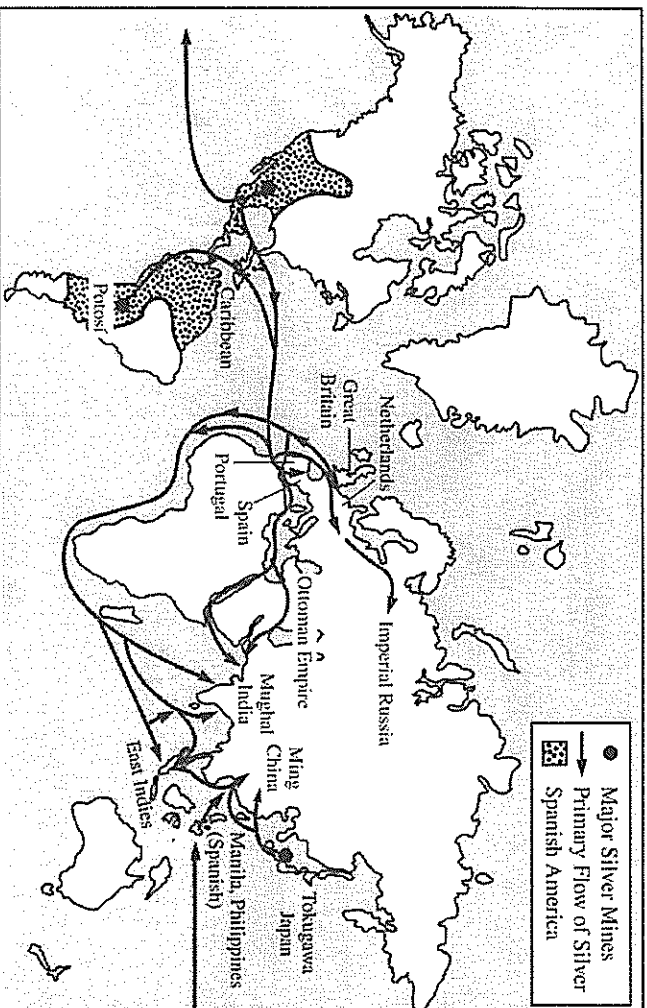 Major Silver Mines
Primary Flow of Silver
Spanish America
Netherlands
Great
Britain
Imperial Russia
Spain
Portugal
Ottoman Empire
Caribbean
Potosí
Mughal
India
Ming
China
Tokugawa
Japan
Manila, Philippines
(Spanish)
East Indies